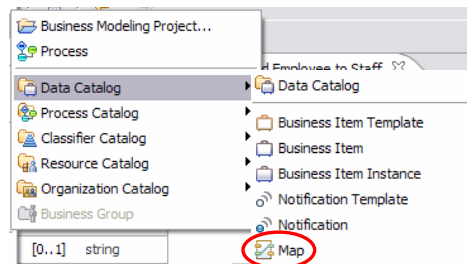 Business Modeling Project...
Process
d Employee to Staff
Data Catalog
Process Catalog
Classifier Catalog
Resource Catalog
Organization Catalog
Business Group
Data Catalog
Business Item Template
Business Item
Business Item Instance
Notification Template
Notification
Map
[0..1] string